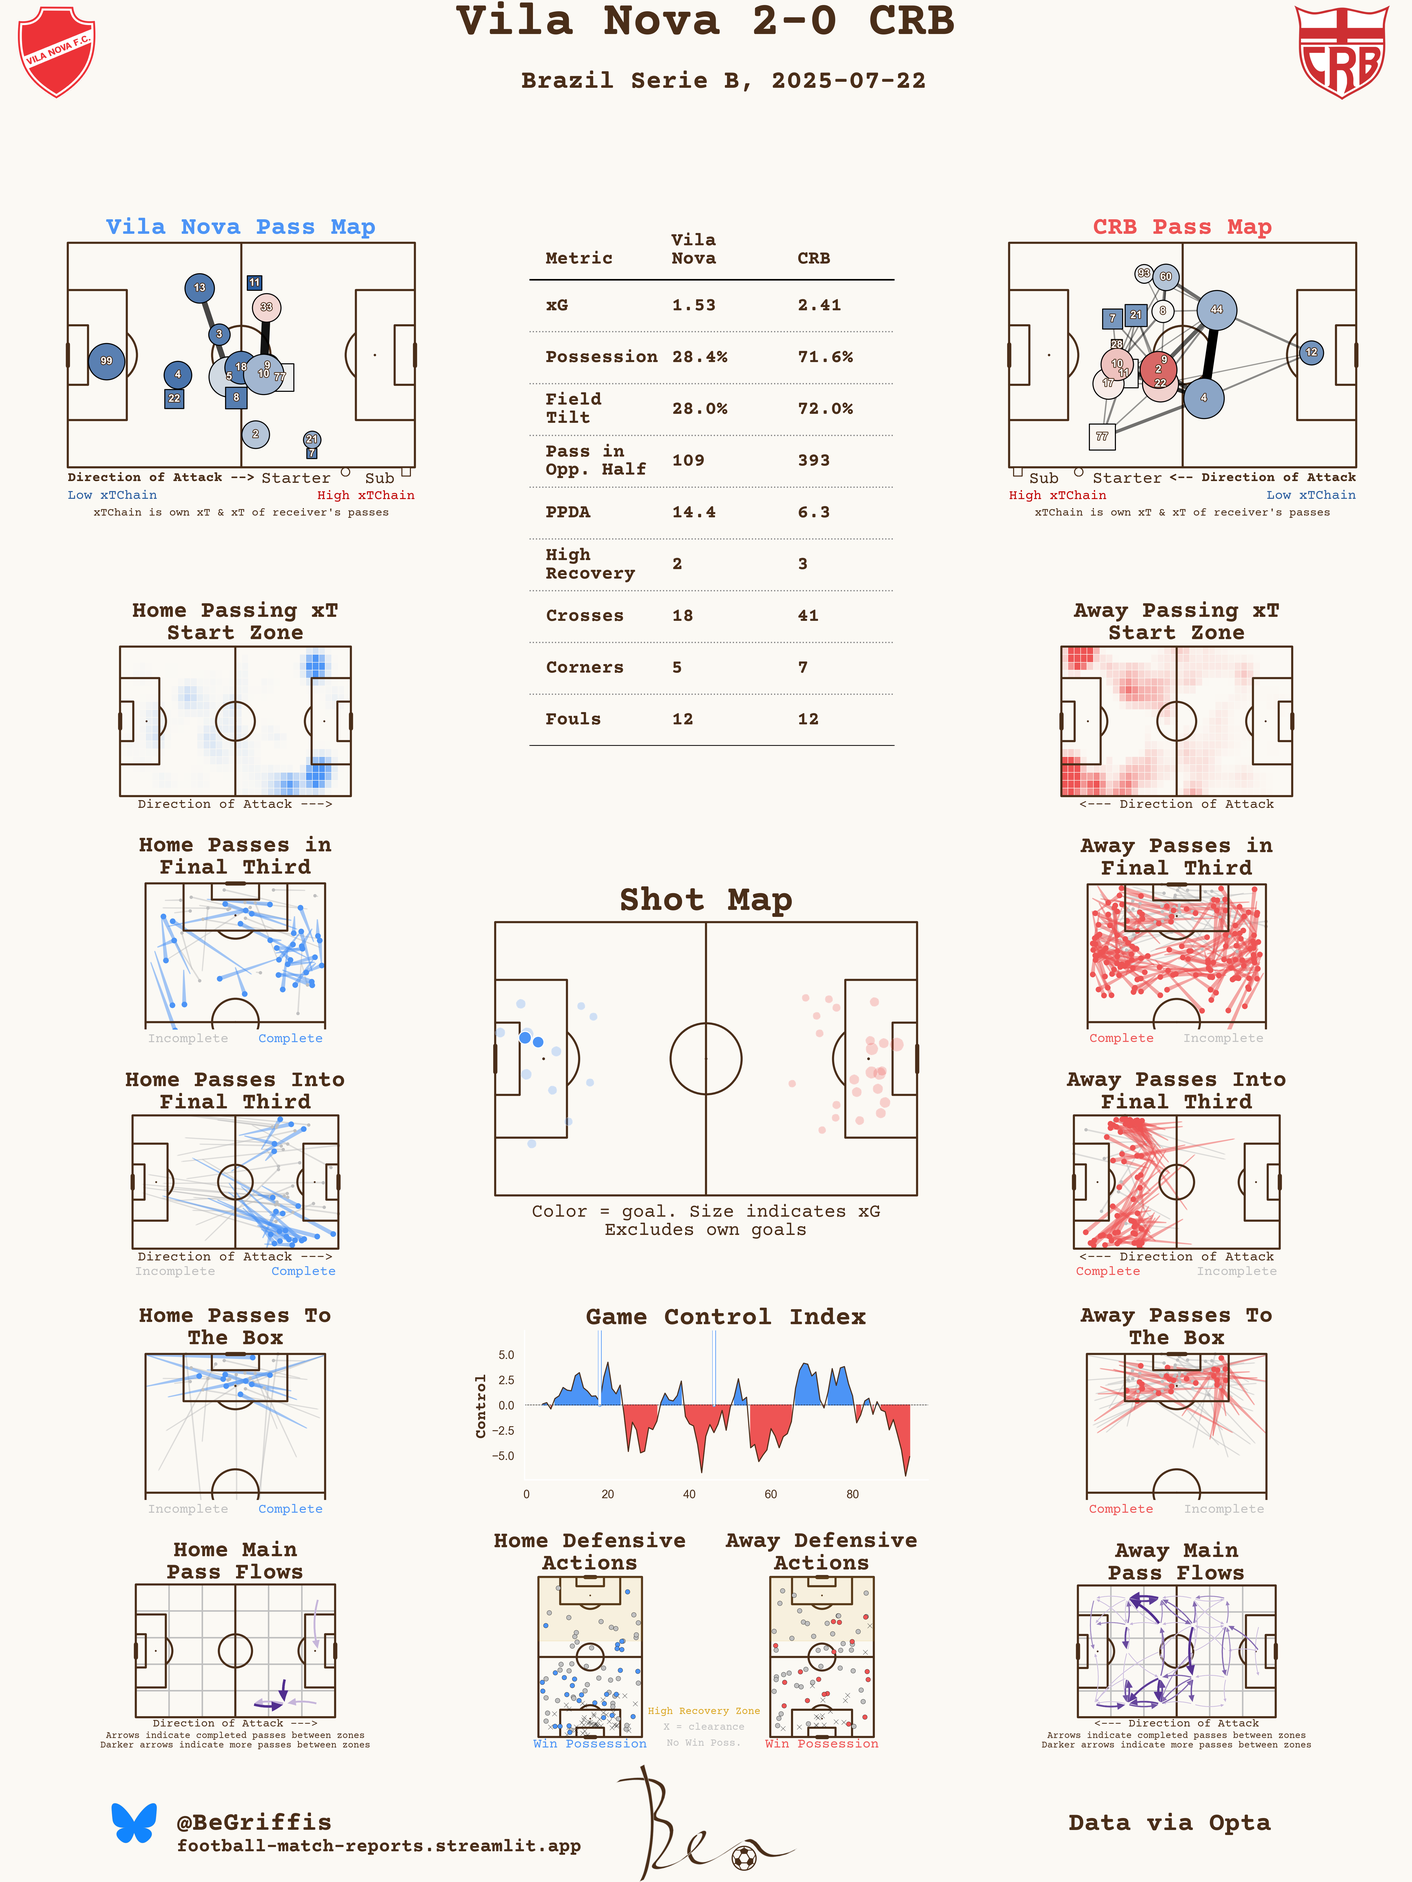 Vila Nova 2-0 CRB
Brazil Serie B, 2025-07-22
VILA NOVA F.C.
CRB
Vila Nova Pass Map
13
11
33
3
99
4
18
9
10
5
77
22
8
2
21
7
Direction of Attack --> Starter Sub
Low xTChain High xTChain
xTChain is own xT & xT of receiver's passes
Metric Vila Nova CRB
xG 1.53 2.41
Possession 28.4% 71.6%
Field Tilt 28.0% 72.0%
Pass in Opp. Half 109 393
PPDA 14.4 6.3
High Recovery 2 3
Crosses 18 41
Corners 5 7
Fouls 12 12
CRB Pass Map
93
60
7
21
8
44
28
12
10
11
9
2
17
22
4
77
Sub Starter <-- Direction of Attack
High xTChain Low xTChain
xTChain is own xT & xT of receiver's passes
Home Passing xT
Start Zone
Direction of Attack --->
Away Passing xT
Start Zone
<--- Direction of Attack
Home Passes in
Final Third
Incomplete Complete
Away Passes in
Final Third
Complete Incomplete
Shot Map
Color = goal. Size indicates xG
Excludes own goals
Home Passes Into
Final Third
Direction of Attack --->
Incomplete Complete
Away Passes Into
Final Third
<--- Direction of Attack
Complete Incomplete
Home Passes To
The Box
Incomplete Complete
Game Control Index
Control
5.0
2.5
0.0
−2.5
−5.0
0 20 40 60 80
Away Passes To
The Box
Complete Incomplete
Home Main
Pass Flows
Direction of Attack --->
Arrows indicate completed passes between zones
Darker arrows indicate more passes between zones
Home Defensive
Actions
Win Possession
Away Defensive
Actions
Win Possession
High Recovery Zone
X = clearance
No Win Poss.
Away Main
Pass Flows
<--- Direction of Attack
Arrows indicate completed passes between zones
Darker arrows indicate more passes between zones
@BeGriffis
football-match-reports.streamlit.app
Ben
Data via Opta